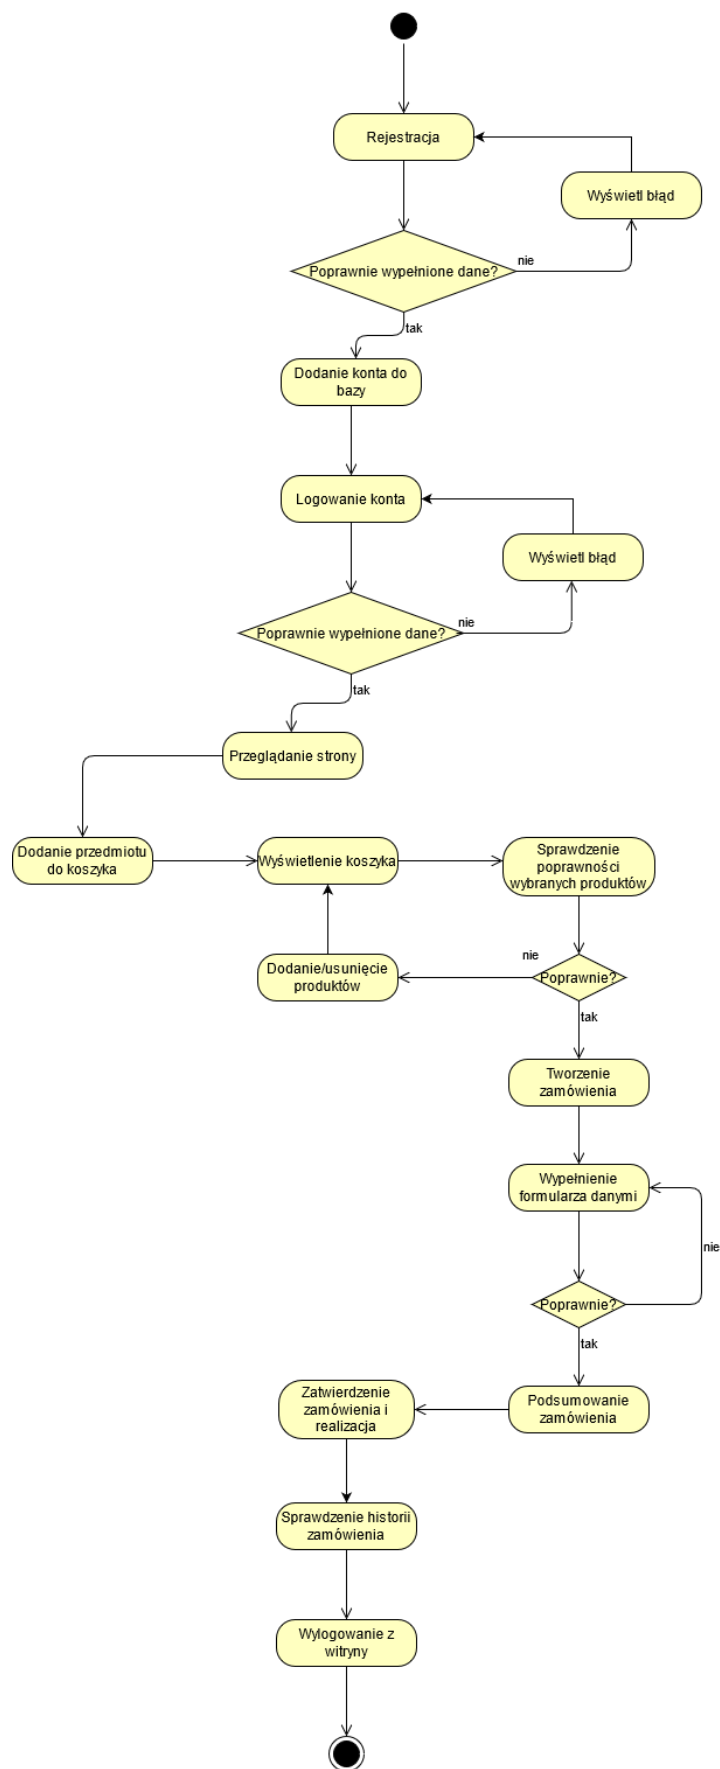 Rejestracja
Wyświetl błąd
Poprawnie wypełnione dane?
nie
tak
Dodanie konta do
bazy
Logowanie konta
Wyświetl błąd
Poprawnie wypełnione dane?
nie
tak
Przeglądanie strony
Dodanie przedmiotu
do koszyka
Wyświetlenie koszyka
Sprawdzenie
poprawności
wybranych produktów
Poprawnie?
nie
Dodanie/usunięcie
produktów
tak
Tworzenie
zamówienia
Wypełnienie
formularza danymi
nie
Poprawnie?
tak
Podsumowanie
zamówienia
Zatwierdzenie
zamówienia i
realizacja
Sprawdzenie historii
zamówienia
Wylogowanie z
witryny